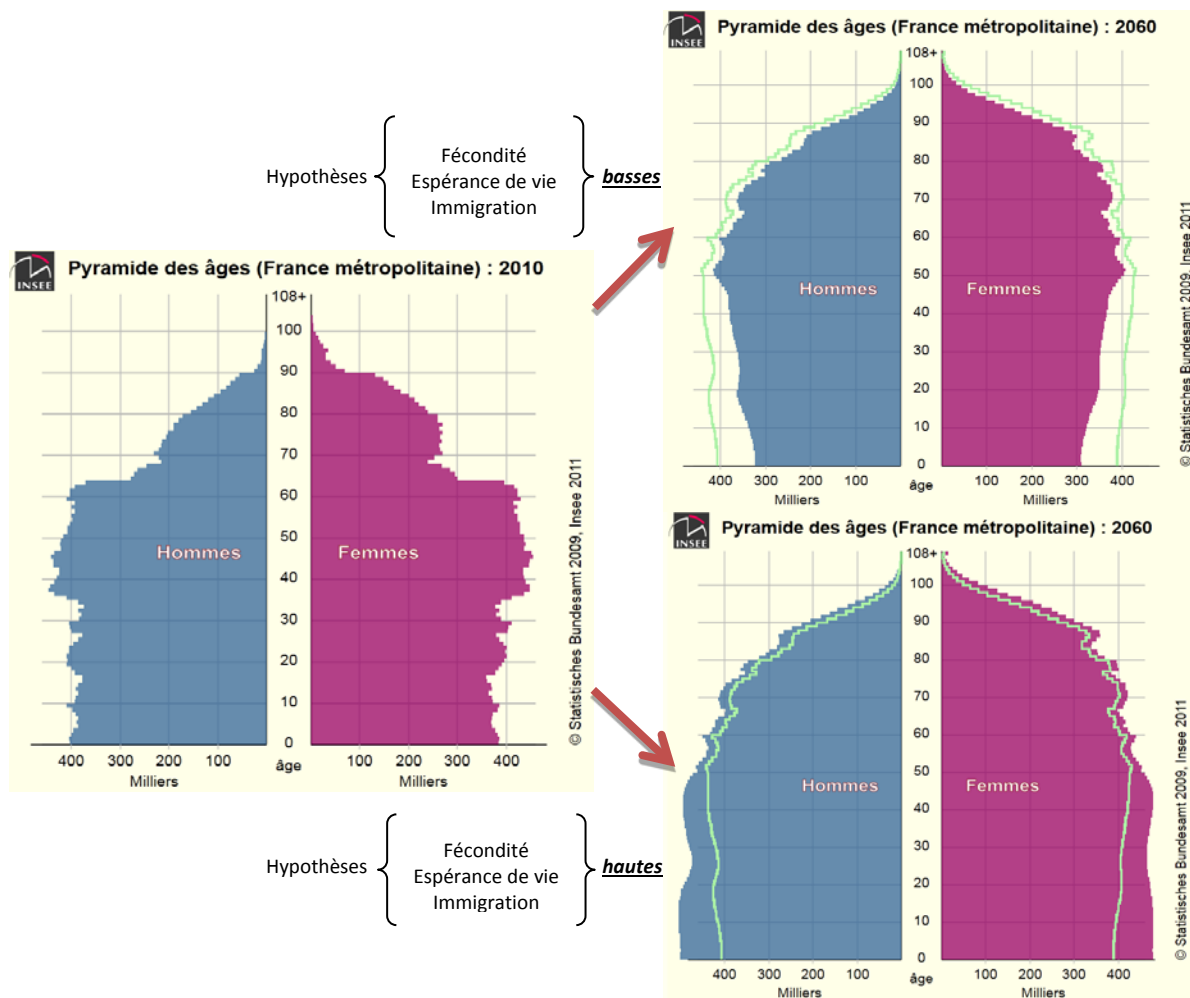 INSEE
Pyramide des âges (France métropolitaine) : 2060
108+
100
90
80
70
60
50
40
30
20
10
0
Hommes
Femmes
400 300 200 100 âge 100 200 300 400
Milliers Milliers
© Statistisches Bundesamt 2009, Insee 2011
Hypothèses
Fécondité
Espérance de vie
Immigration
basses
INSEE
Pyramide des âges (France métropolitaine) : 2010
108+
100
90
80
70
60
50
40
30
20
10
0
Hommes
Femmes
400 300 200 100 âge 100 200 300 400
Milliers Milliers
© Statistisches Bundesamt 2009, Insee 2011
INSEE
Pyramide des âges (France métropolitaine) : 2060
108+
100
90
80
70
60
50
40
30
20
10
0
Hommes
Femmes
400 300 200 100 âge 100 200 300 400
Milliers Milliers
© Statistisches Bundesamt 2009, Insee 2011
Hypothèses
Fécondité
Espérance de vie
Immigration
hautes